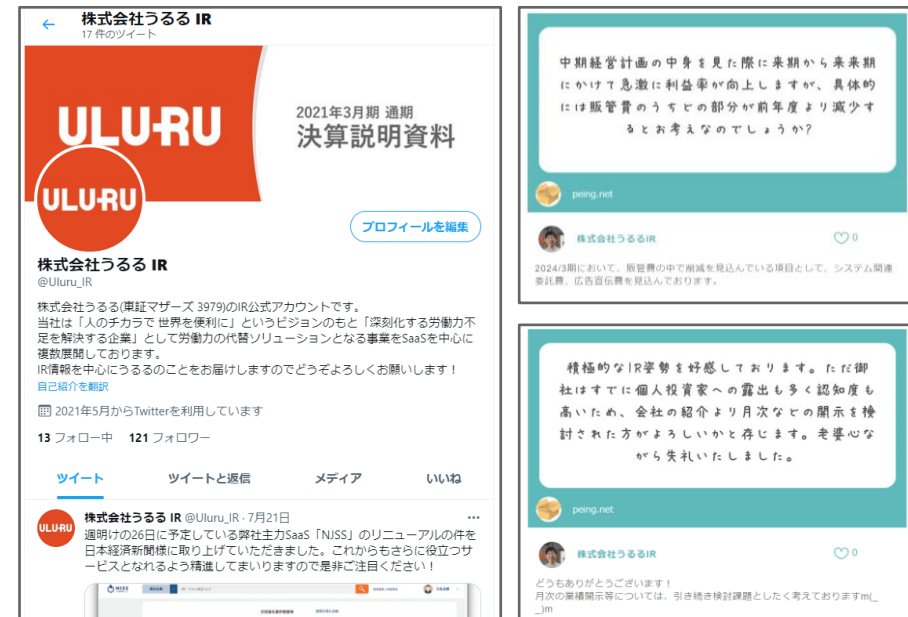 株式会社うるる IR
17 件のツイート
ULURU
2021年3月期 通期
決算説明資料
ULURU
プロフィールを編集
株式会社うるる IR
@Uluru_IR
株式会社うるる(東証マザーズ 3979)のIR公式アカウントです。
当社は「人のチカラで 世界を便利に」というビジョンのもと「深刻化する労働力不
足を解決する企業」として労働力の代替ソリューションとなる事業をSaaSを中心に
複数展開しております。
IR情報を中心にうるるのことをお届けしますのでどうぞよろしくお願いします！
自己紹介を翻訳
2021年5月からTwitterを利用しています
13 フォロー中 121 フォロワー
ツイート ツイートと返信 メディア いいね
ULURU
株式会社うるる IR @Uluru_IR · 7月21日
週明けの26日に予定している弊社主力SaaS「NJSS」のリニューアルの件を
日本経済新聞様に取り上げていただきました。これからもさらに役立つサ
ービスとなれるよう精進してまいりますので是非ご注目ください！
NJSS
中期経営計画の中身を見た際に来期から来来期
にかけて急激に利益率が向上しますが、具体的
には販管費のうちどの部分が前年度より減少す
るとお考えなのでしょうか?
peing.net
株式会社うるるIR
0
2024/3期において、販管費の中で削減を見込んでいる項目として、システム関連
委託費、広告宣伝費を見込んでおります。
積極的なIR姿勢を好感しております。ただ御
社はすでに個人投資家への露出も多く認知度も
高いため、会社の紹介より月次などの開示を検
討された方がよろしいかと存じます。老婆心な
がら失礼いたしました。
peing.net
株式会社うるるIR
0
どうもありがとうございます！
月次の業績開示等については、引き続き検討課題としたく考えておりますm(_
_)m